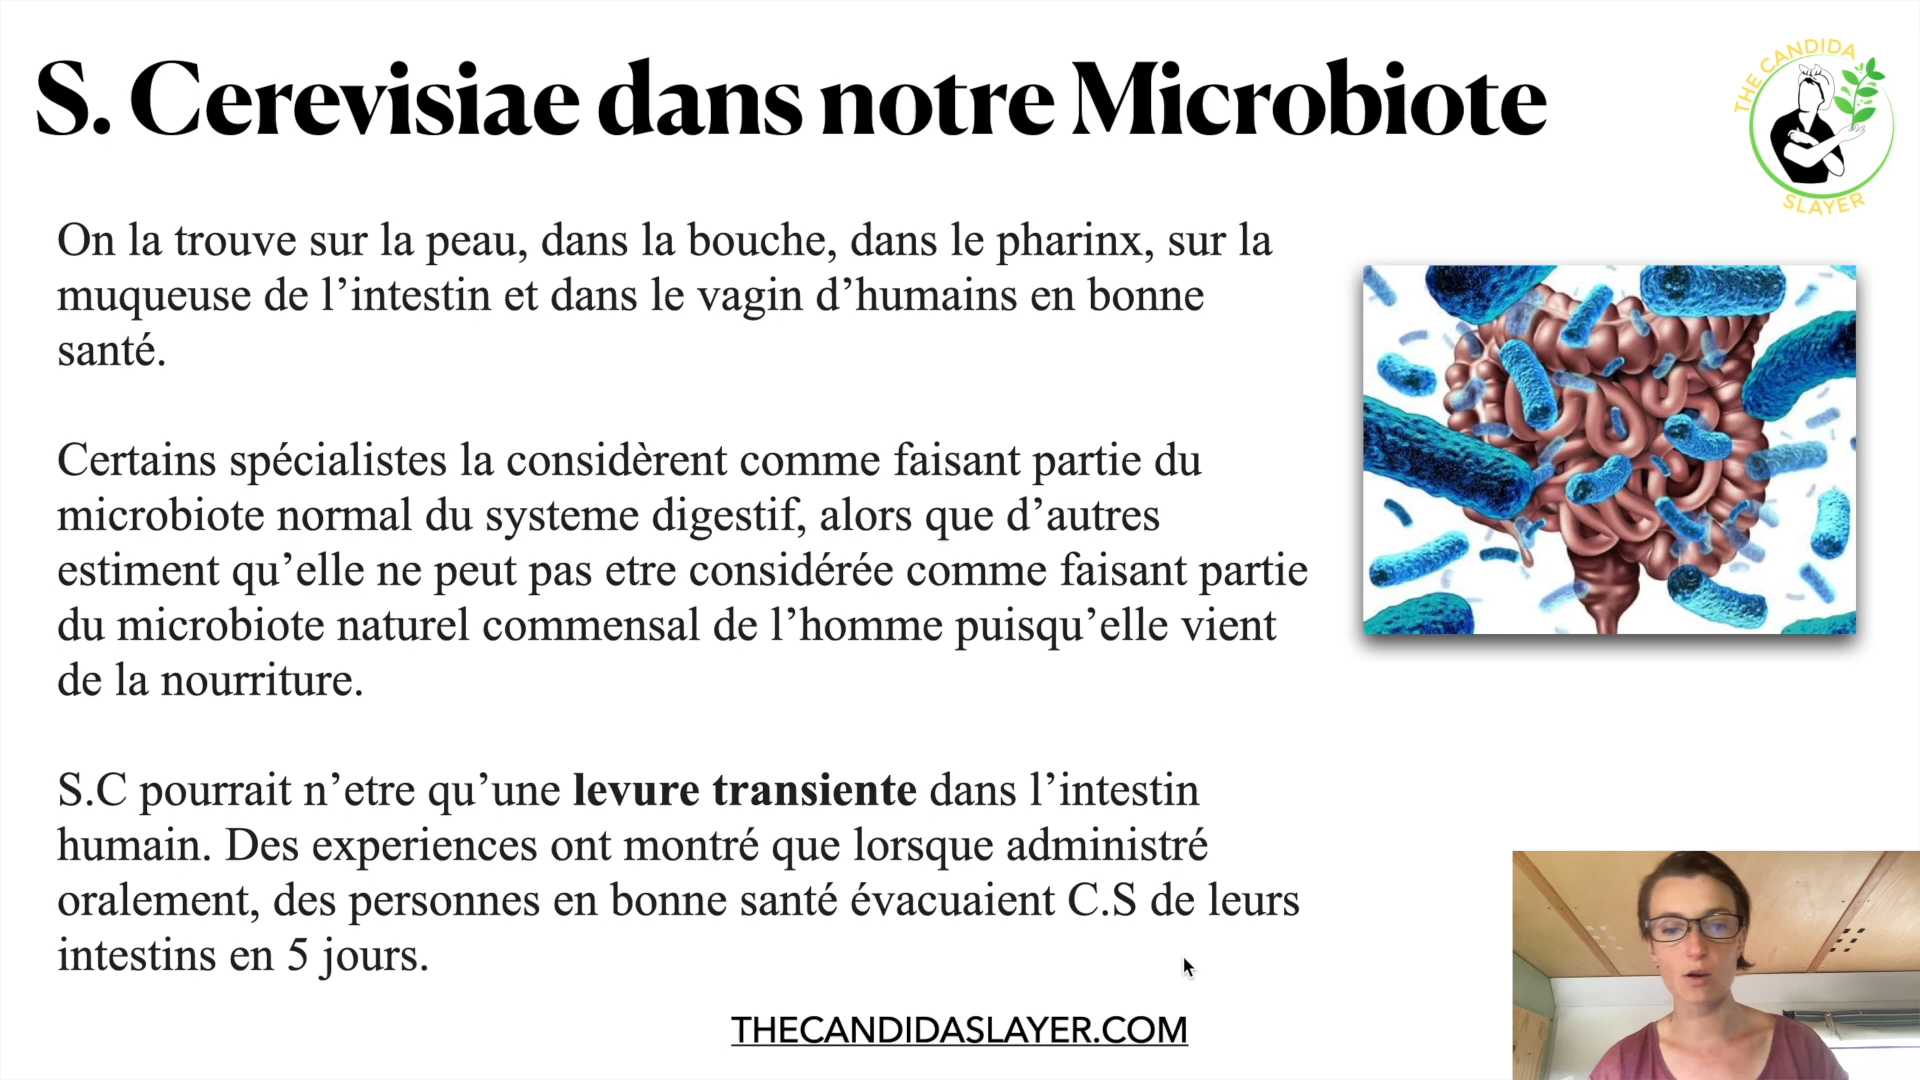 S. Cerevisiae dans notre Microbiote
THE CANDIDA
SLAYER
On la trouve sur la peau, dans la bouche, dans le pharinx, sur la
muqueuse de l’intestin et dans le vagin d’humains en bonne
santé.
Certains spécialistes la considèrent comme faisant partie du
microbiote normal du systeme digestif, alors que d’autres
estiment qu’elle ne peut pas etre considérée comme faisant partie
du microbiote naturel commensal de l’homme puisqu’elle vient
de la nourriture.
S.C pourrait n’etre qu’une levure transiente dans l’intestin
humain. Des experiences ont montré que lorsque administré
oralement, des personnes en bonne santé évacuaient C.S de leurs
intestins en 5 jours.
THECANDIDASLAYER.COM